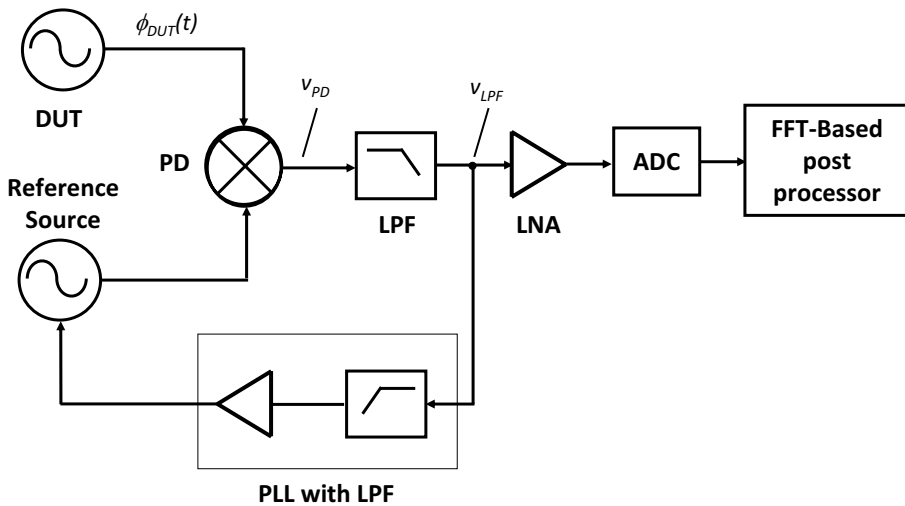 ϕDUT(t)
DUT
vPD
vLPF
PD
LPF
LNA
ADC
FFT-Based
post
processor
Reference
Source
PLL with LPF